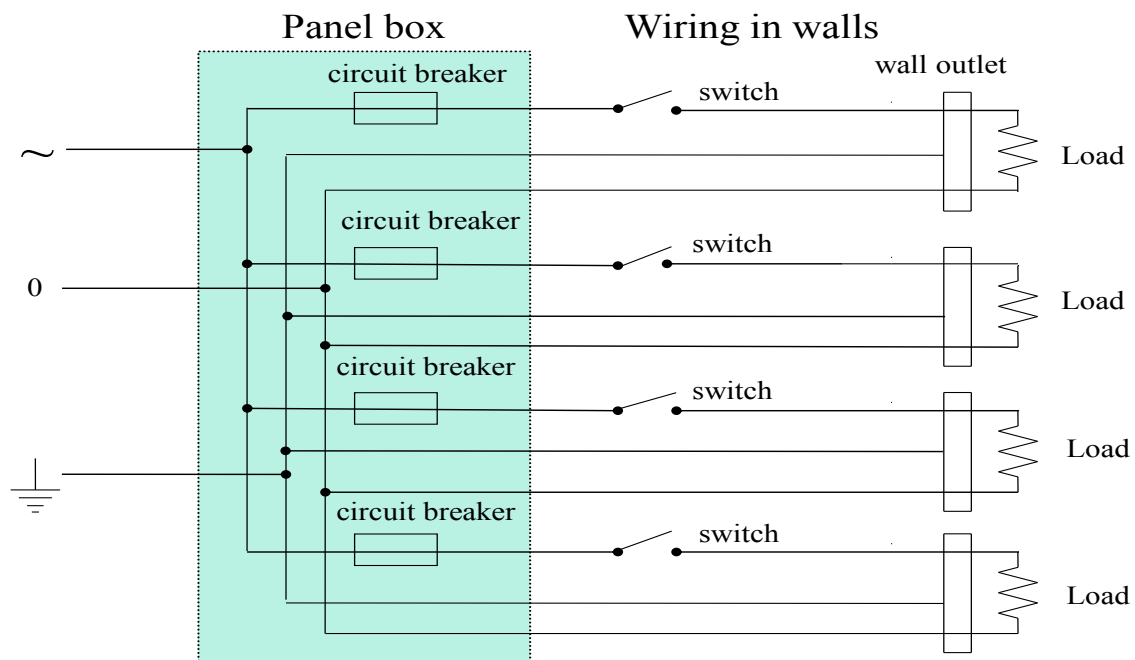 Panel box
Wiring in walls
circuit breaker
wall outlet
switch
~
Load
circuit breaker
switch
0
Load
circuit breaker
switch
Load
circuit breaker
switch
Load